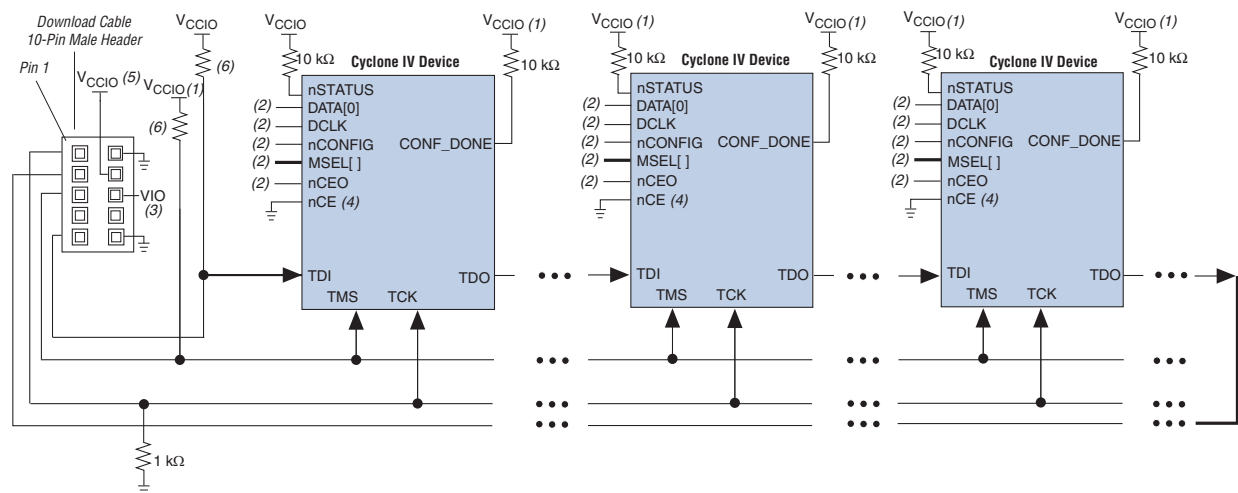 Download Cable
10-Pin Male Header
Pin 1
VCCIO (5)
VCCIO (1)
(6)
VIO
(3)
1 kΩ
VCCIO
(6)
VCCIO
10 kΩ
Cyclone IV Device
VCCIO (1)
10 kΩ
nSTATUS
(2) DATA[0]
(2) DCLK
(2) nCONFIG CONF_DONE
(2) MSEL[ ]
(2) nCEO
nCE (4)
TDI TDO
TMS TCK
VCCIO (1)
10 kΩ
Cyclone IV Device
VCCIO (1)
10 kΩ
nSTATUS
(2) DATA[0]
(2) DCLK
(2) nCONFIG CONF_DONE
(2) MSEL[ ]
(2) nCEO
nCE (4)
TDI TDO
TMS TCK
VCCIO (1)
10 kΩ
Cyclone IV Device
VCCIO (1)
10 kΩ
nSTATUS
(2) DATA[0]
(2) DCLK
(2) nCONFIG CONF_DONE
(2) MSEL[ ]
(2) nCEO
nCE (4)
TDI TDO
TMS TCK